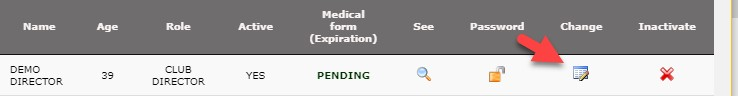 Name Age Role Active Medical form (Expiration) See Password Change Inactivate
DEMO DIRECTOR 39 CLUB DIRECTOR YES PENDING